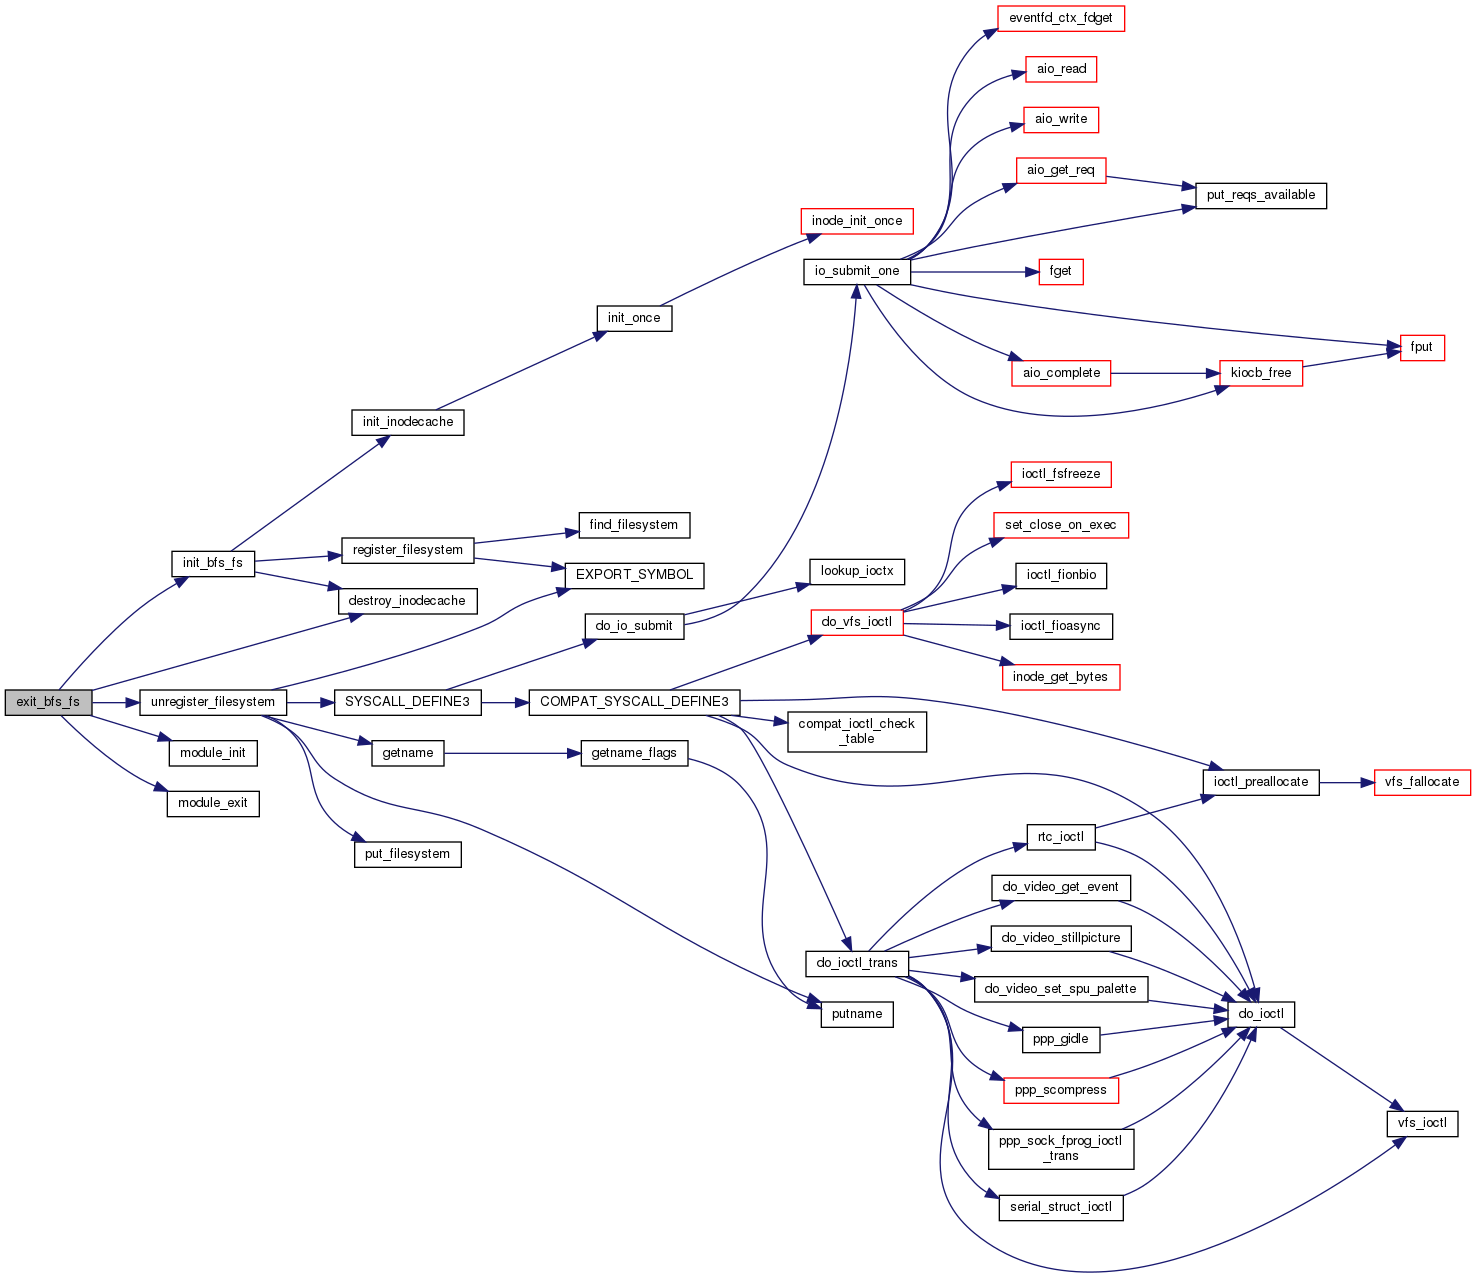 eventfd_ctx_fdget
aio_read
aio_write
aio_get_req
put_reqs_available
inode_init_once
io_submit_one
fget
init_once
fput
aio_complete
kiocb_free
init_inodecache
ioctl_fsfreeze
find_filesystem
set_close_on_exec
register_filesystem
init_bfs_fs
EXPORT_SYMBOL
lookup_ioctx
ioctl_fionbio
destroy_inodecache
do_io_submit
do_vfs_ioctl
ioctl_fioasync
inode_get_bytes
exit_bfs_fs
unregister_filesystem
SYSCALL_DEFINE3
COMPAT_SYSCALL_DEFINE3
compat_ioctl_check
_table
module_init
getname
getname_flags
ioctl_preallocate
vfs_fallocate
module_exit
rtc_ioctl
put_filesystem
do_video_get_event
do_video_stillpicture
do_ioctl_trans
do_video_set_spu_palette
putname
do_ioctl
ppp_gidle
ppp_scompress
vfs_ioctl
ppp_sock_fprog_ioctl
_trans
serial_struct_ioctl